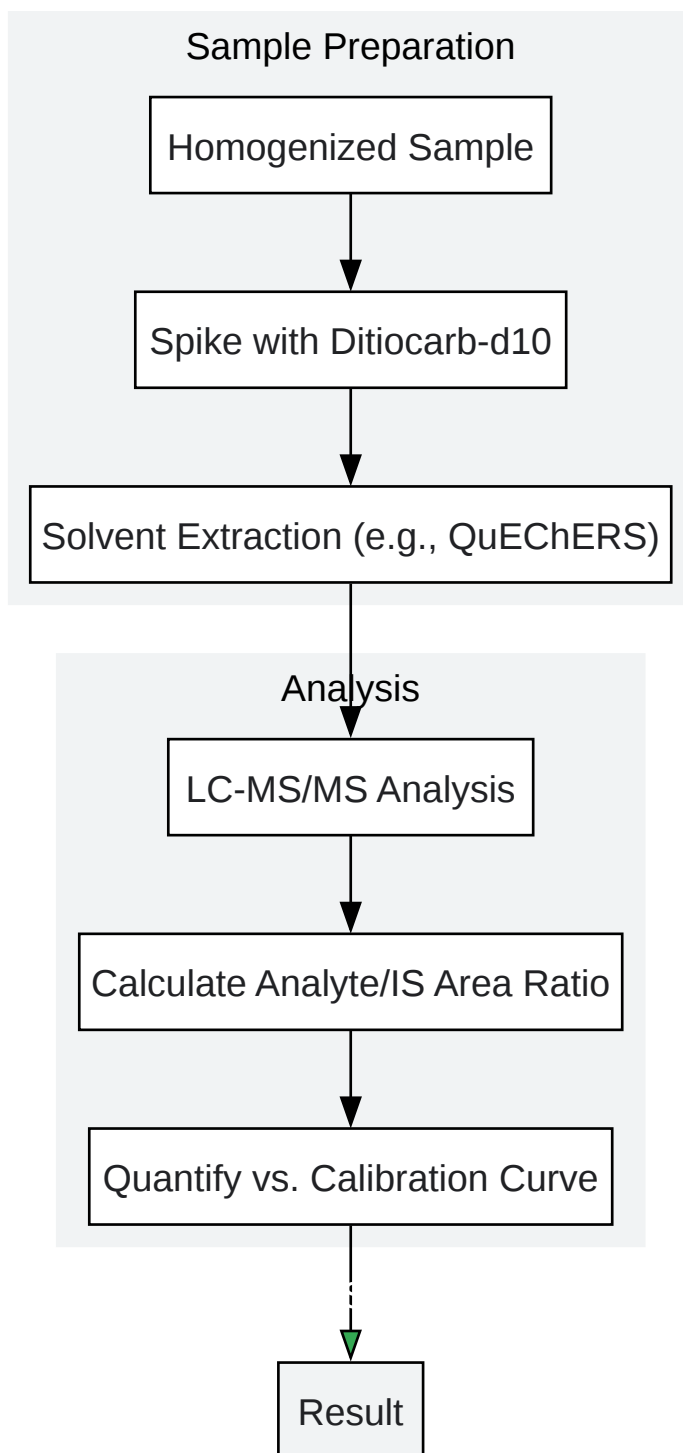 Sample Preparation
Homogenized Sample
Spike with Ditiocarb-d10
Solvent Extraction (e.g., QuEChERS)
Analysis
LC-MS/MS Analysis
Calculate Analyte/IS Area Ratio
Quantify vs. Calibration Curve
Result